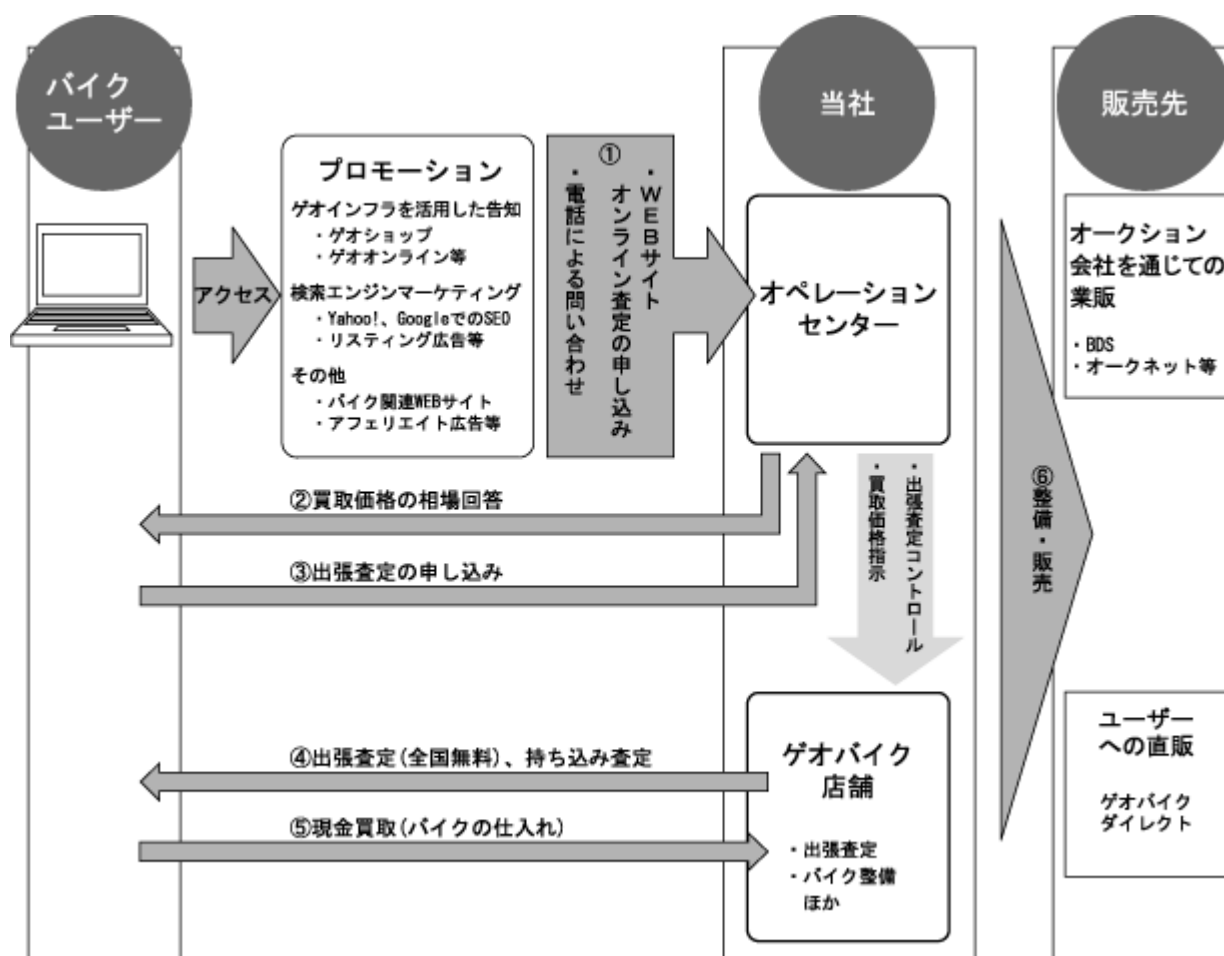 バイク
ユーザー
当社
販売先
プロモーション
ゲオインフラを活用した告知
・ゲオショップ
・ゲオオンライン等
検索エンジンマーケティング
・Yahoo!、GoogleでのSEO
・リスティング広告等
その他
・バイク関連WEBサイト
・アフェリエイト広告等
アクセス
①
・WEBサイト
オンライン査定の申し込み
・電話による問い合わせ
オペレーション
センター
オークション
会社を通じての
業販
・BDS
・オークネット等
②買取価格の相場回答
③出張査定の申し込み
・出張査定コントロール
・買取価格指示
⑥整備・販売
④出張査定(全国無料)、持ち込み査定
⑤現金買取(バイクの仕入れ)
ゲオバイク
店舗
・出張査定
・バイク整備
ほか
ユーザー
への直販
ゲオバイク
ダイレクト